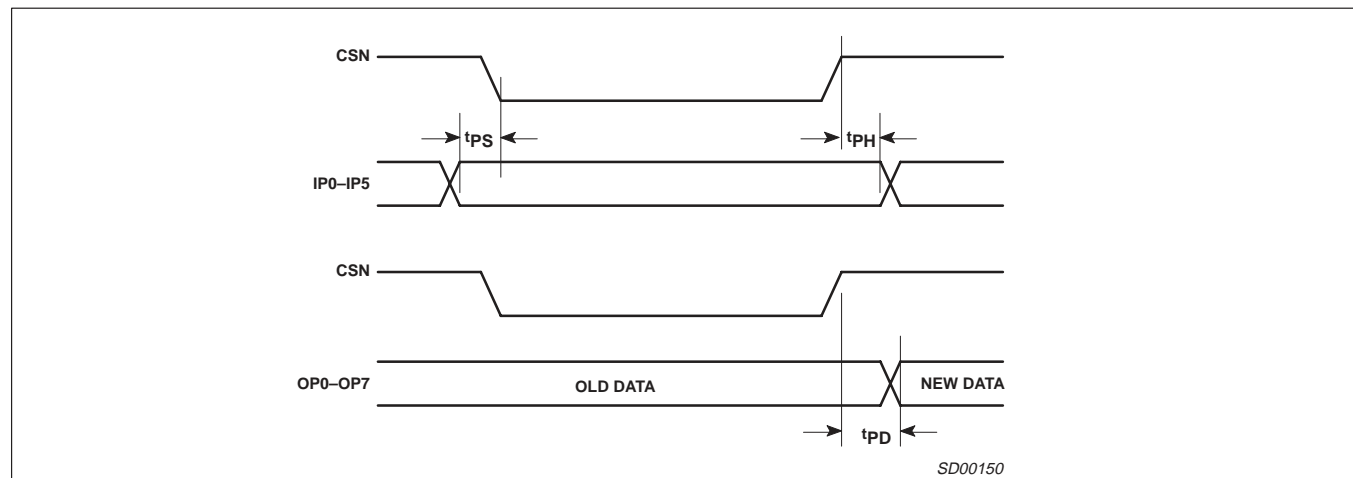 CSN
tPS
tPH
IP0–IP5
CSN
OP0–OP7
OLD DATA
NEW DATA
tPD
SD00150